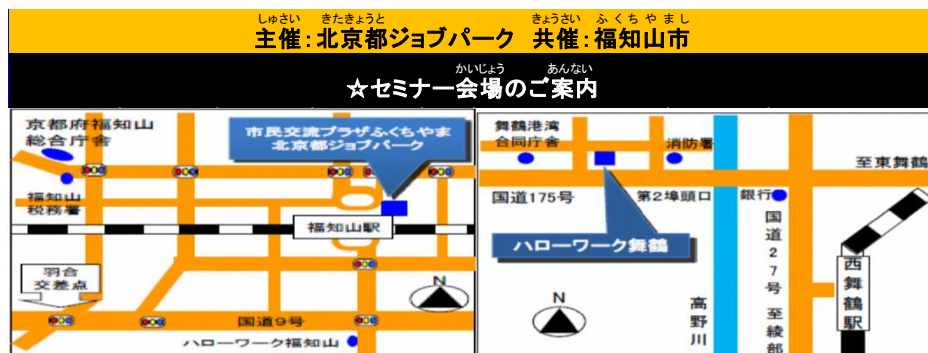 しゅさい きたきょうと きょうさい ふくちやまし
主催：北京都ジョブパーク 共催：福知山市
かいじょう あんない
☆セミナー会場のご案内
京都府福知山
総合庁舎
市民交流プラザふくちやま
北京都ジョブパーク
福知山
税務署
福知山駅
羽合
交差点
N
国道9号
ハローワーク福知山
舞鶴港湾
合同庁舎
消防署
至東舞鶴
国道175号
第2埠頭口
銀行
ハローワーク舞鶴
国道27号 至綾部
西舞鶴駅
N
高野川